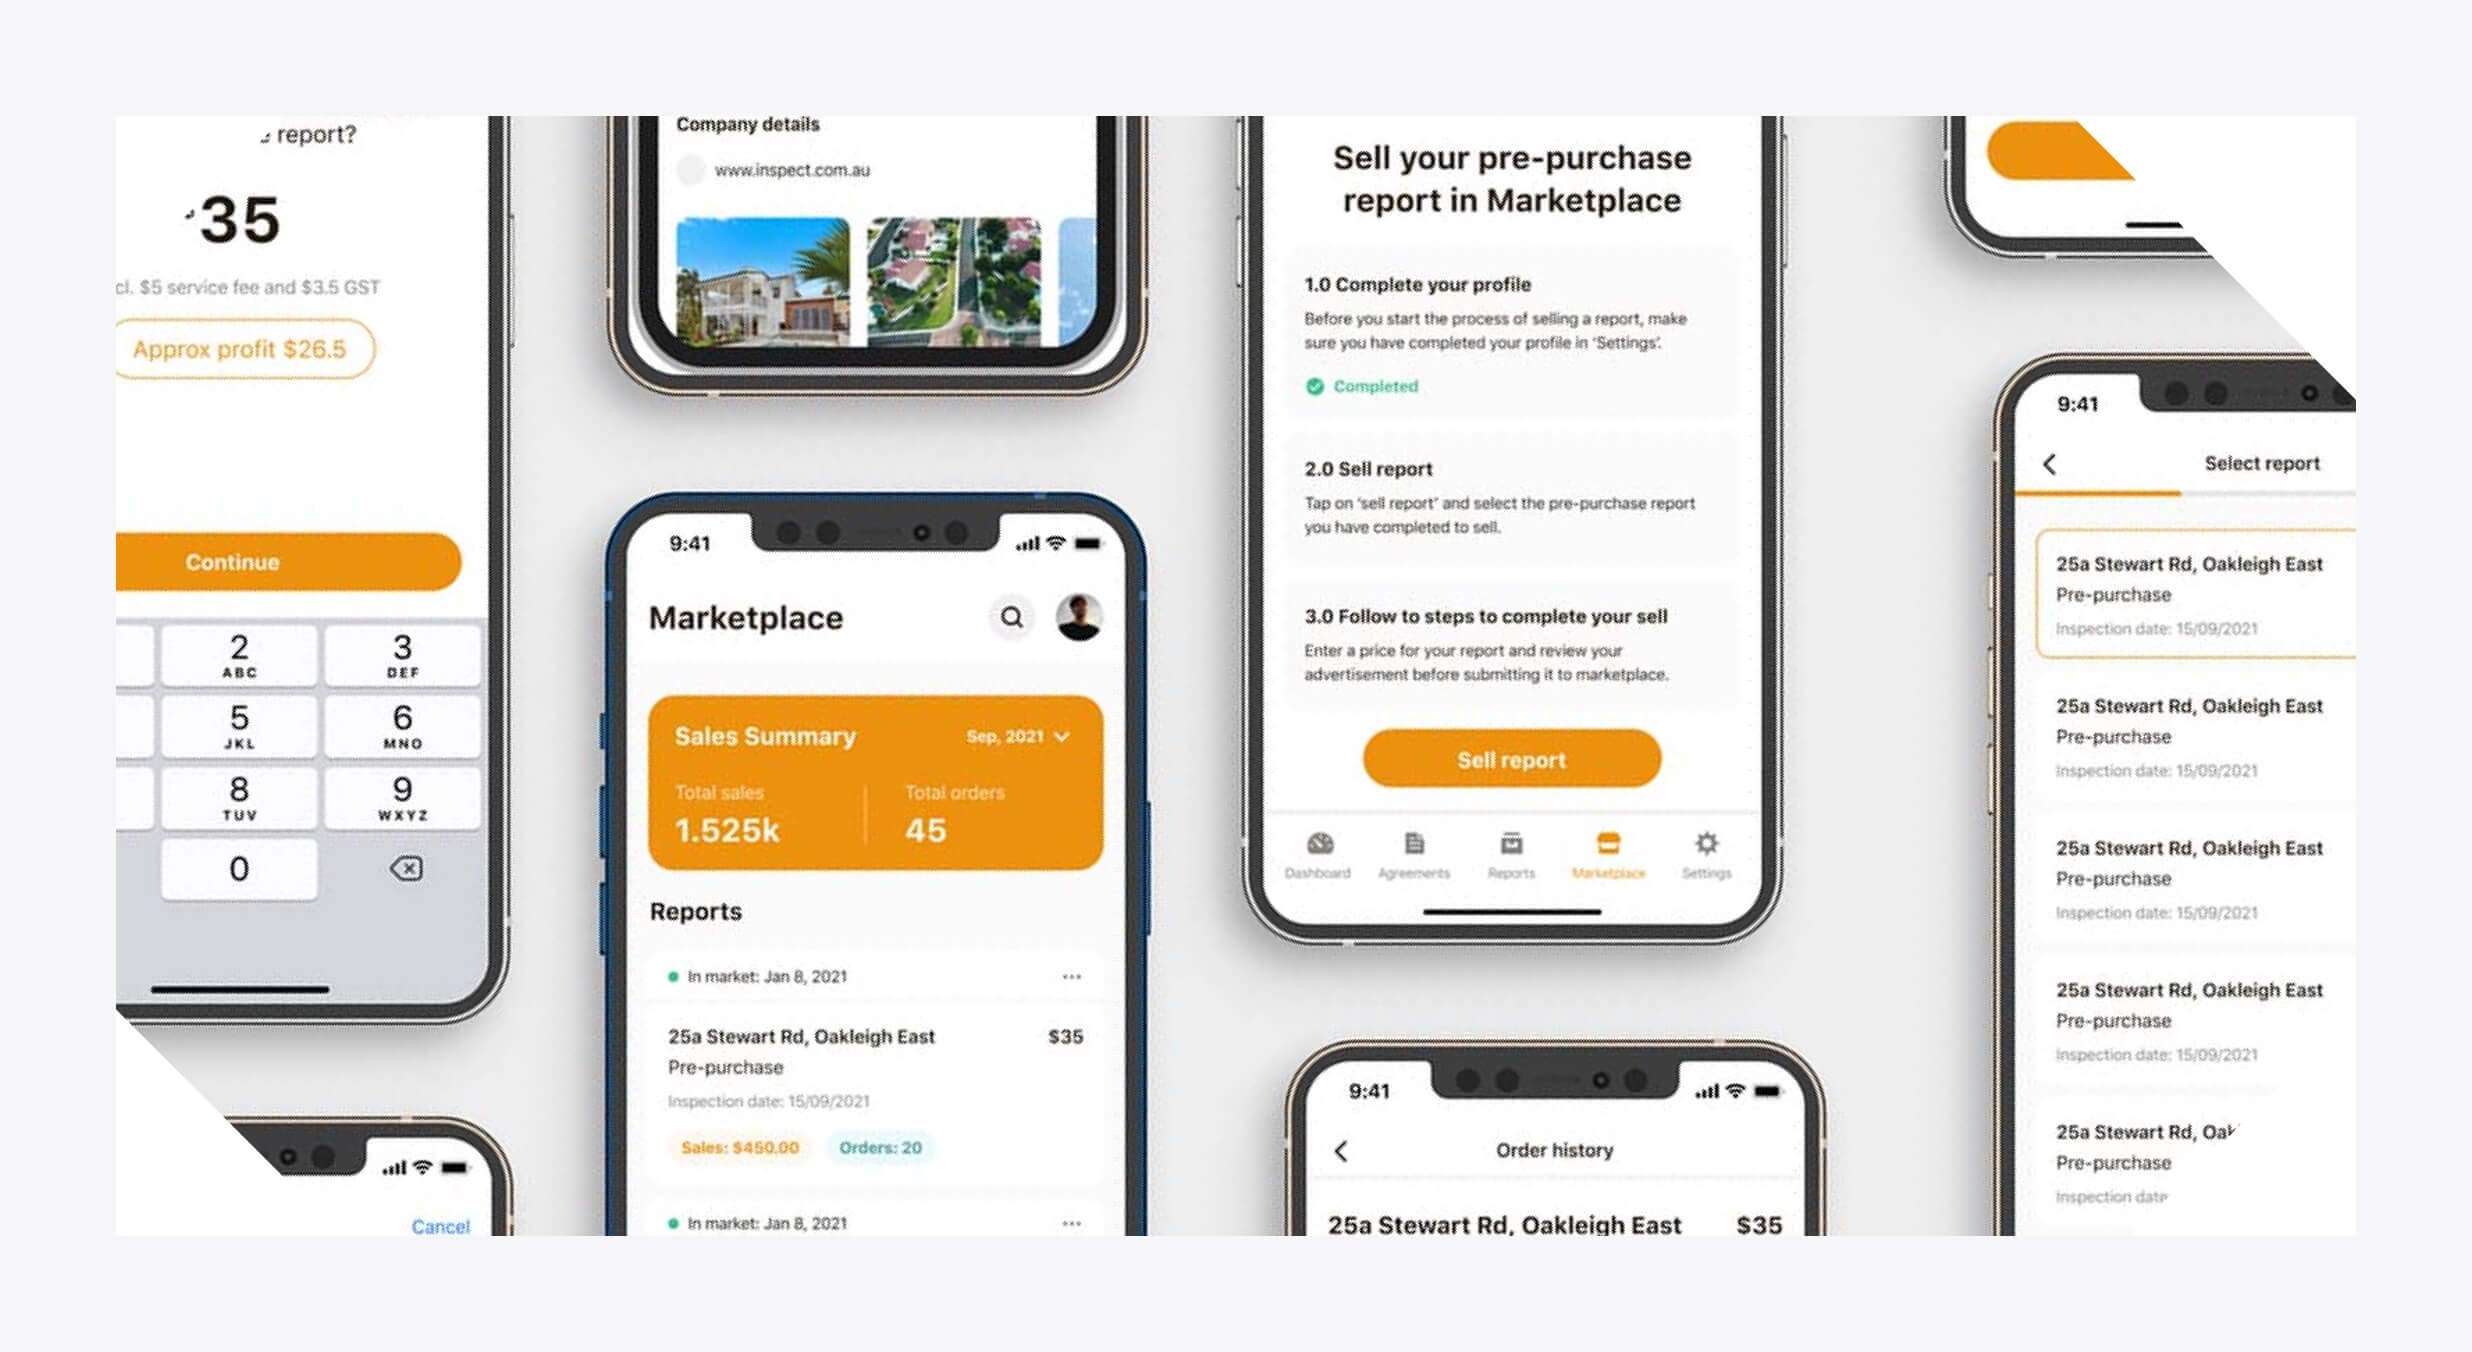 report?
35
cl. $5 service fee and $3.5 GST
Approx profit $26.5
Continue
2
ABC
3
DEF
5
JKL
6
MNO
8
TUV
9
WXYZ
0
Cancel
Company details
www.inspect.com.au
9:41
Marketplace
Sales Summary
Sep, 2021
Total sales
Total orders
1.525k
45
Reports
In market: Jan 8, 2021
25a Stewart Rd, Oakleigh East
$35
Pre-purchase
Inspection date: 15/09/2021
Sales: $450.00
Orders: 20
In market: Jan 8, 2021
Sell your pre-purchase
report in Marketplace
1.0 Complete your profile
Before you start the process of selling a report, make
sure you have completed your profile in ‘Settings’.
Completed
2.0 Sell report
Tap on ‘sell report’ and select the pre-purchase report
you have completed to sell.
3.0 Follow to steps to complete your sell
Enter a price for your report and review your
advertisement before submitting it to marketplace.
Sell report
Dashboard
Agreements
Reports
Marketplace
Settings
9:41
Order history
25a Stewart Rd, Oakleigh East
$35
9:41
Select report
25a Stewart Rd, Oakleigh East
Pre-purchase
Inspection date: 15/09/2021
25a Stewart Rd, Oakleigh East
Pre-purchase
Inspection date: 15/09/2021
25a Stewart Rd, Oakleigh East
Pre-purchase
Inspection date: 15/09/2021
25a Stewart Rd, Oakleigh East
Pre-purchase
Inspection date: 15/09/2021
25a Stewart Rd,
Pre-purchase
Inspection date